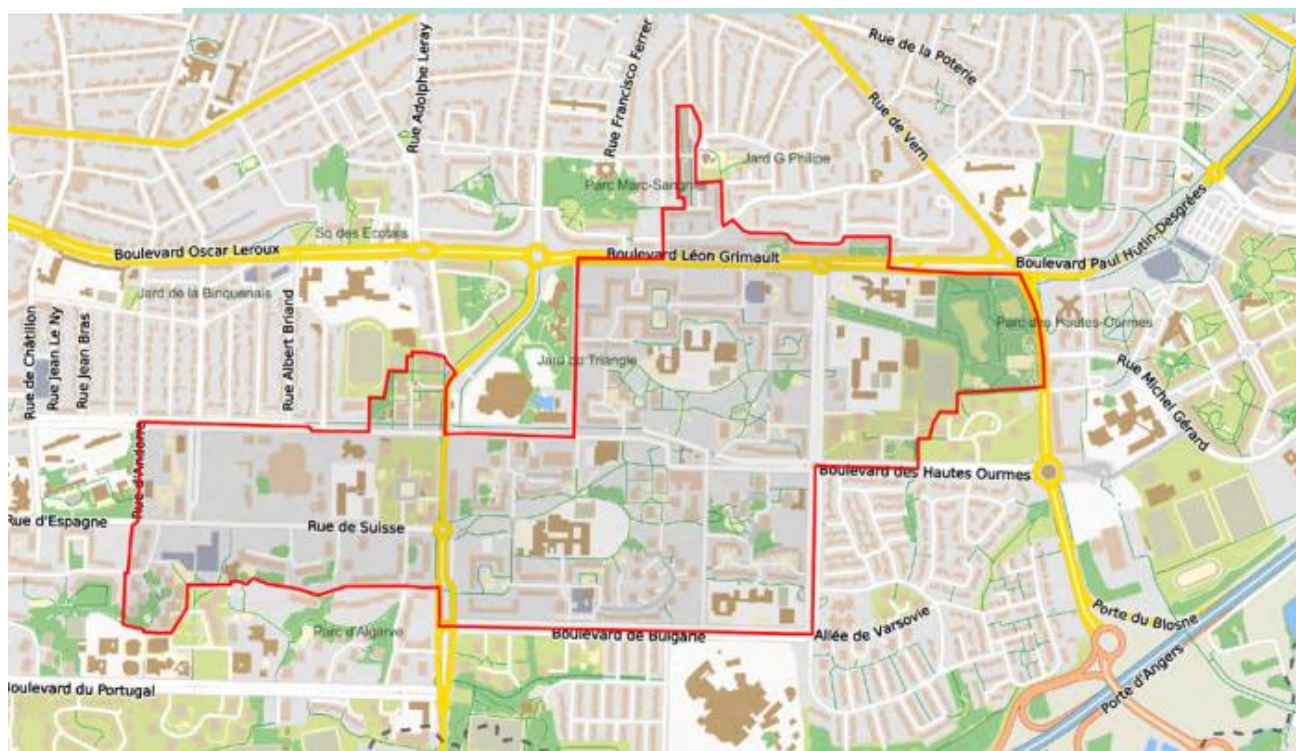 Rue Adolphe Leray
Rue Francisco Ferrer
Rue de la Poterie
Rue de Vern
Jard G Philipe
Parc Marc-Sangnier
Sq des Ecotais
Boulevard Oscar Leroux
Boulevard Léon Grimault
Boulevard Paul Hutin-Desgrées
Jard de la Binquenais
Parc des Hautes-Ourmes
Rue de Châtillon
Rue Jean Le Ny
Rue Jean Bras
Rue Albert Briand
Jard du Triangle
Rue Michel Gérard
Rue d'Andorre
Boulevard des Hautes Ourmes
Rue d'Espagne
Rue de Suisse
Parc d'Algarve
Boulevard de Bulgarie
Allée de Varsovie
Porte du Blosne
Porte d'Angers
Boulevard du Portugal